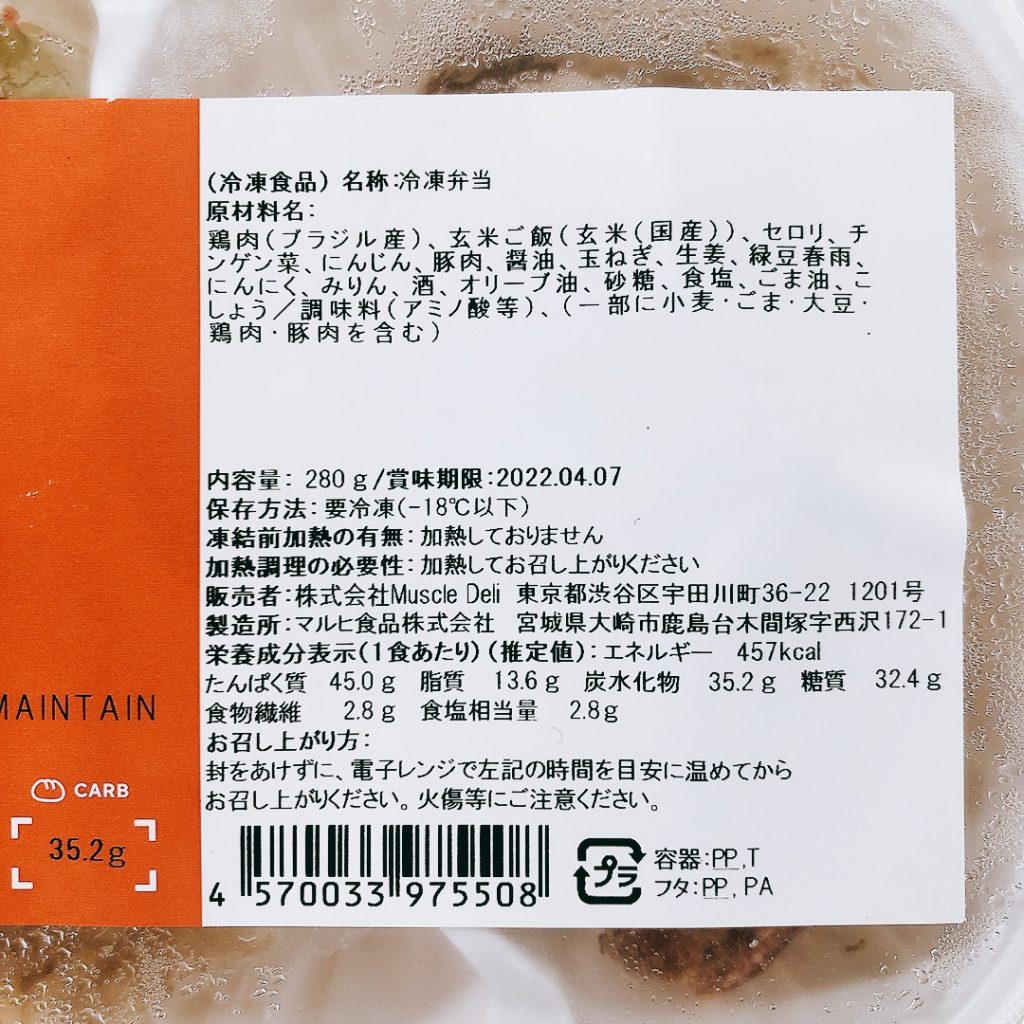 (冷凍食品) 名称:冷凍弁当
原材料名:
鶏肉(ブラジル産)、玄米ご飯(玄米(国産))、セロリ、チ
ンゲン菜、にんじん、豚肉、醤油、玉ねぎ、生姜、緑豆春雨、
にんにく、みりん、酒、オリーブ油、砂糖、食塩、ごま油、こ
しょう/調味料(アミノ酸等)、(一部に小麦・ごま・大豆・
鶏肉・豚肉を含む)
内容量: 280g/賞味期限:2022.04.07
保存方法:要冷凍(-18℃以下)
凍結前加熱の有無:加熱しておりません
加熱調理の必要性:加熱してお召し上がりください
販売者:株式会社Muscle Deli 東京都渋谷区宇田川町36-22 1201号
製造所:マルヒ食品株式会社 宮城県大崎市鹿島台木間塚字西沢172-1
栄養成分表示(1食あたり)(推定値):エネルギー 457kcal
たんぱく質 45.0g 脂質 13.6g 炭水化物 35.2g 糖質 32.4g
食物繊維 2.8g 食塩相当量 2.8g
お召し上がり方:
封をあけずに、電子レンジで左記の時間を目安に温めてから
お召し上がりください。火傷等にご注意ください。
MAINTAIN
CARB
35.2g
4 570033 975508
プラ
容器:PP,T
フタ:PP,PA